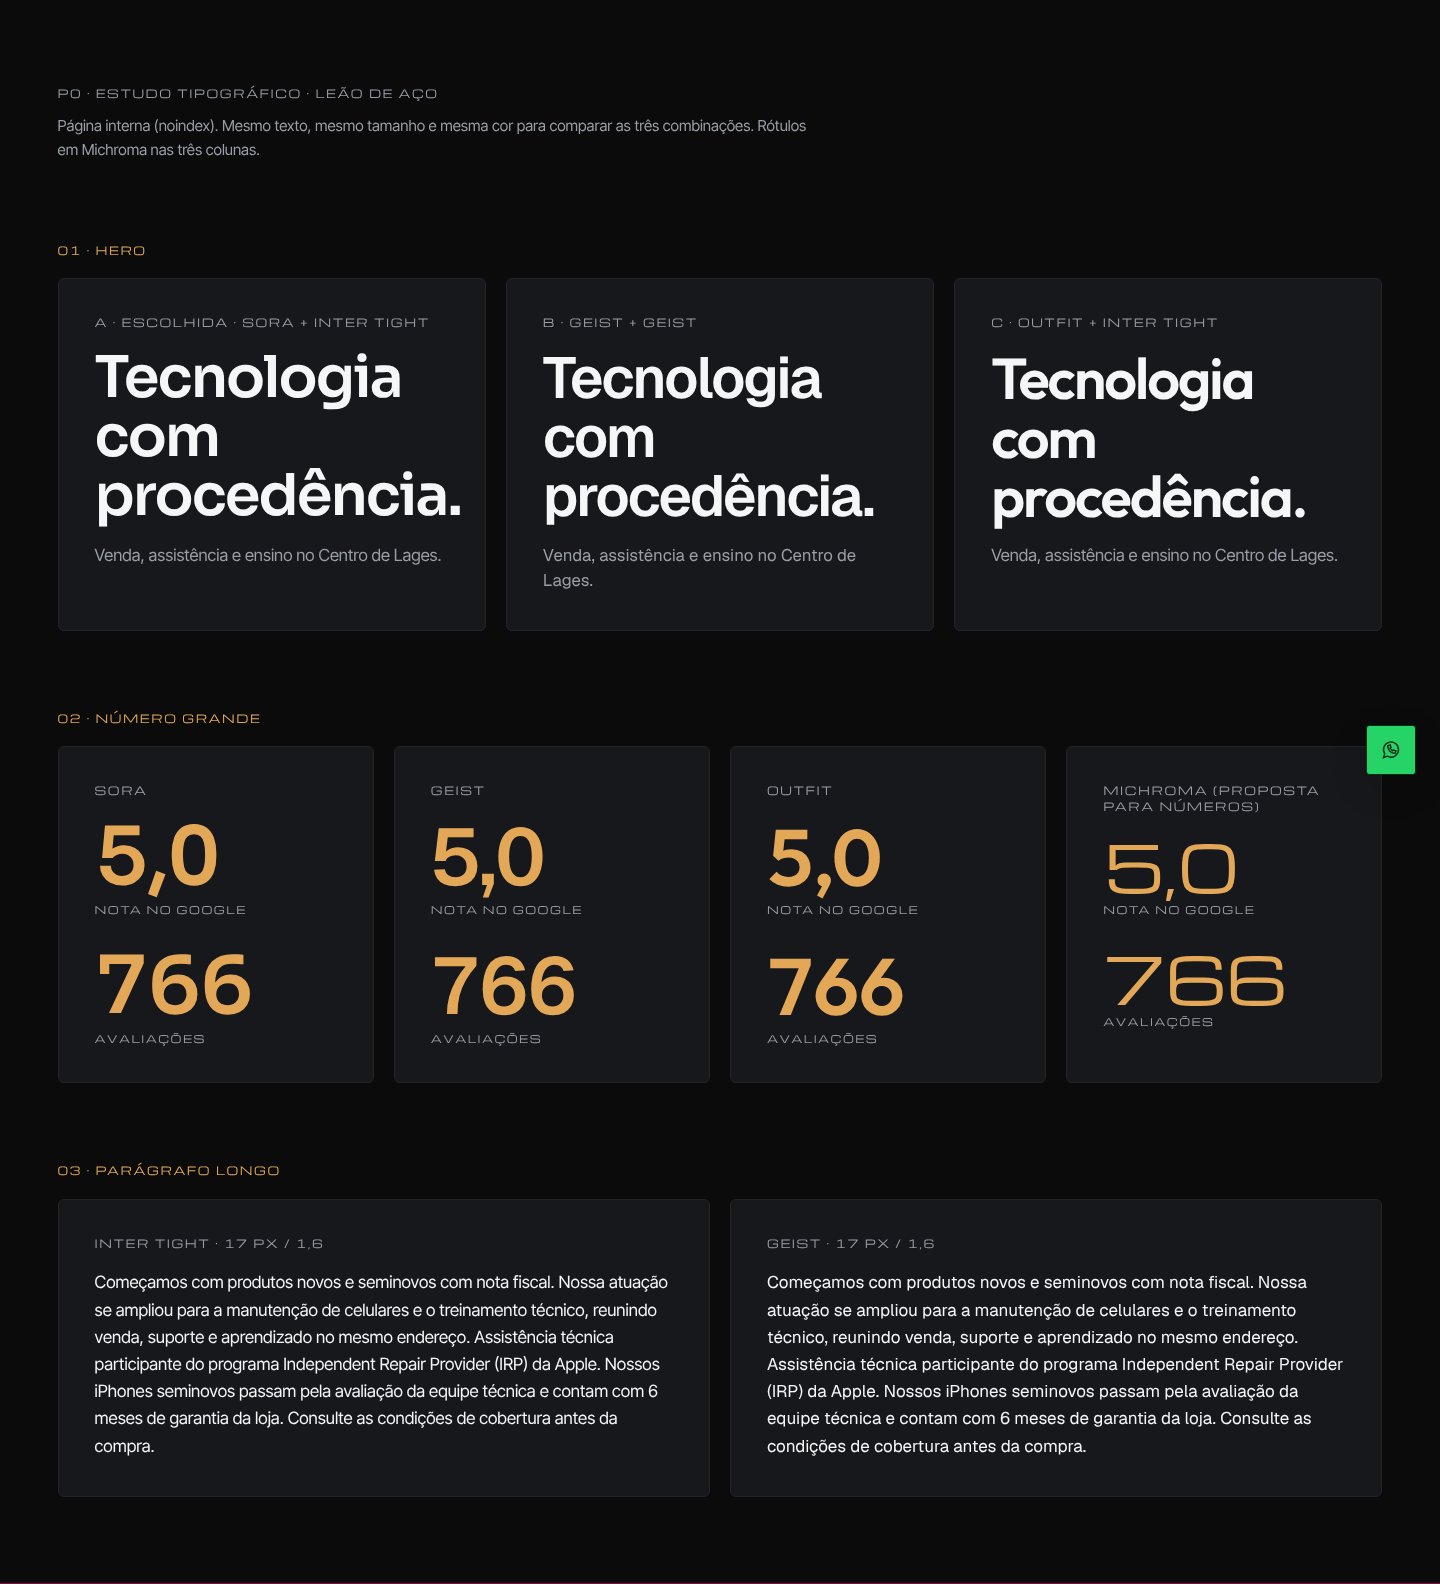 P0 · ESTUDO TIPOGRÁFICO · LEÃO DE AÇO
Página interna (noindex). Mesmo texto, mesmo tamanho e mesma cor para comparar as três combinações. Rótulos
em Michroma nas três colunas.
01 · HERO
A · ESCOLHIDA · SORA + INTER TIGHT
Tecnologia
com
procedência.
Venda, assistência e ensino no Centro de Lages.
B · GEIST + GEIST
Tecnologia
com
procedência.
Venda, assistência e ensino no Centro de
Lages.
C · OUTFIT + INTER TIGHT
Tecnologia
com
procedência.
Venda, assistência e ensino no Centro de Lages.
02 · NÚMERO GRANDE
SORA
5,0
NOTA NO GOOGLE
766
AVALIAÇÕES
GEIST
5,0
NOTA NO GOOGLE
766
AVALIAÇÕES
OUTFIT
5,0
NOTA NO GOOGLE
766
AVALIAÇÕES
MICHROMA (PROPOSTA
PARA NÚMEROS)
5,0
NOTA NO GOOGLE
766
AVALIAÇÕES
03 · PARÁGRAFO LONGO
INTER TIGHT · 17 PX / 1,6
Começamos com produtos novos e seminovos com nota fiscal. Nossa atuação
se ampliou para a manutenção de celulares e o treinamento técnico, reunindo
venda, suporte e aprendizado no mesmo endereço. Assistência técnica
participante do programa Independent Repair Provider (IRP) da Apple. Nossos
iPhones seminovos passam pela avaliação da equipe técnica e contam com 6
meses de garantia da loja. Consulte as condições de cobertura antes da
compra.
GEIST · 17 PX / 1,6
Começamos com produtos novos e seminovos com nota fiscal. Nossa
atuação se ampliou para a manutenção de celulares e o treinamento
técnico, reunindo venda, suporte e aprendizado no mesmo endereço.
Assistência técnica participante do programa Independent Repair Provider
(IRP) da Apple. Nossos iPhones seminovos passam pela avaliação da
equipe técnica e contam com 6 meses de garantia da loja. Consulte as
condições de cobertura antes da compra.